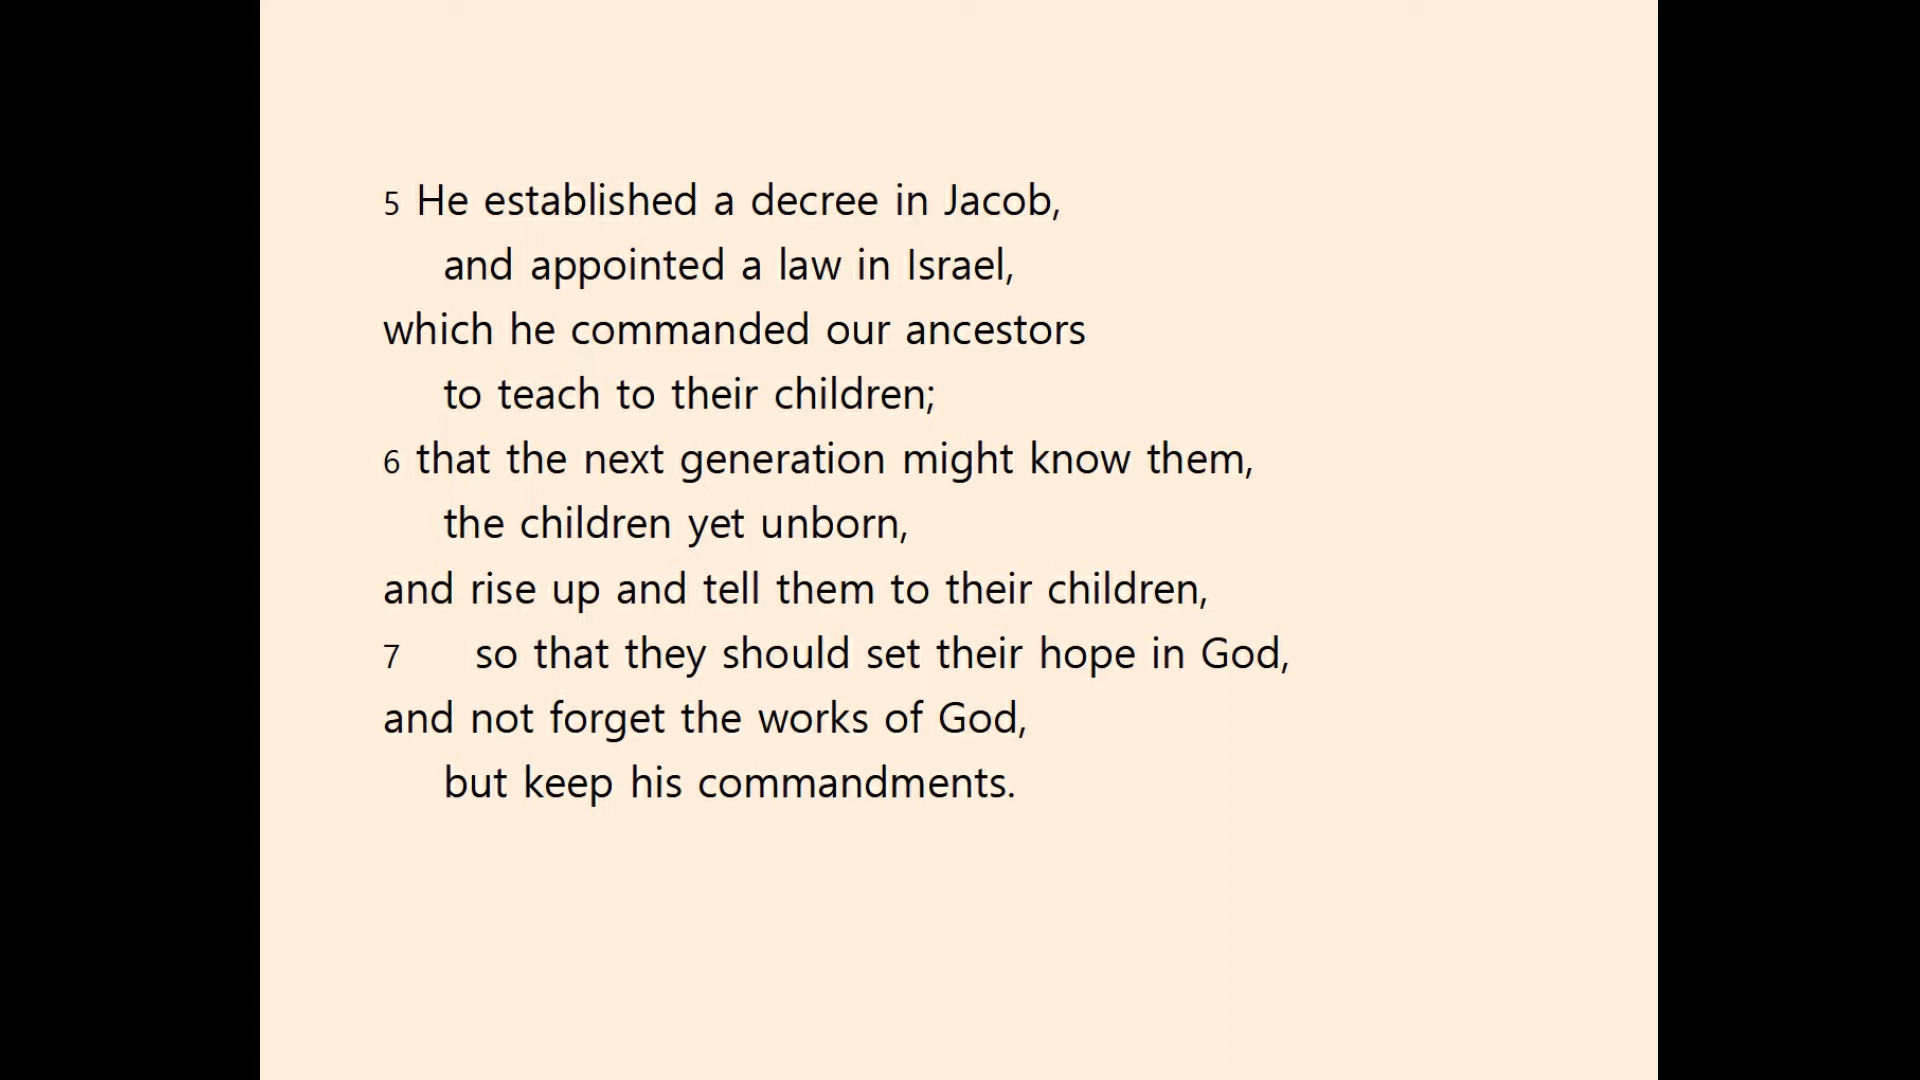 5 He established a decree in Jacob,
and appointed a law in Israel,
which he commanded our ancestors
to teach to their children;
6 that the next generation might know them,
the children yet unborn,
and rise up and tell them to their children,
7 so that they should set their hope in God,
and not forget the works of God,
but keep his commandments.